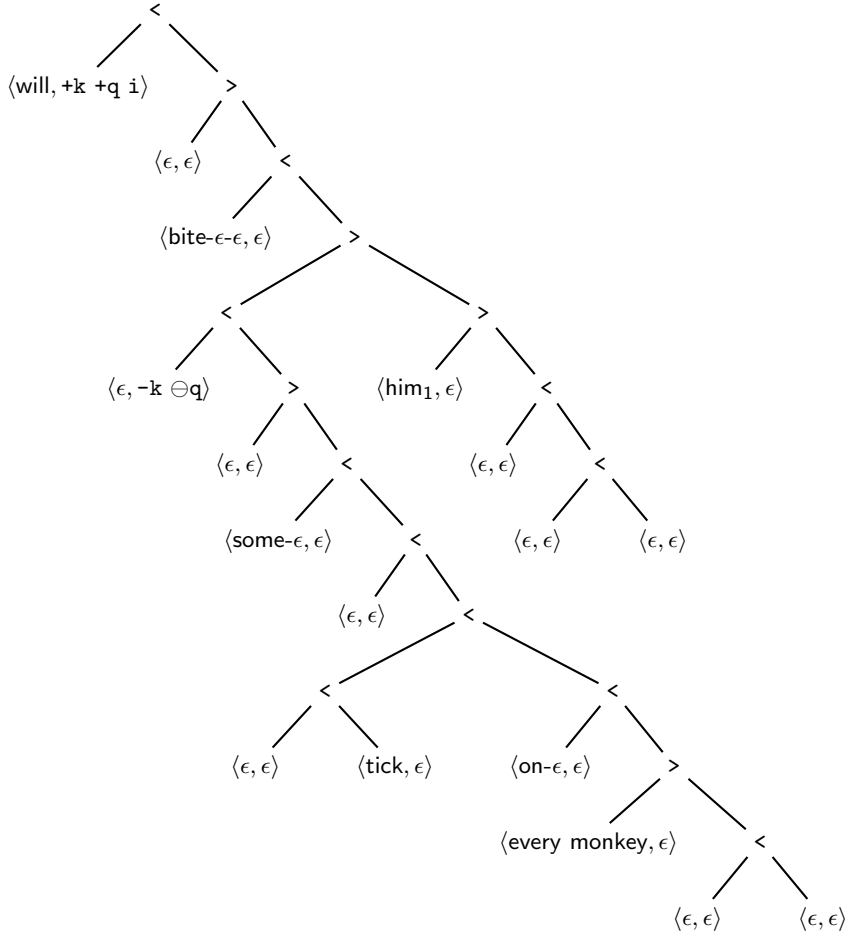 <
⟨will, +k +q i⟩ >
⟨ϵ, ϵ⟩ <
⟨bite-ϵ-ϵ, ϵ⟩ >
< >
⟨ϵ, -k ⊖q⟩ > ⟨him₁, ϵ⟩ <
⟨ϵ, ϵ⟩ < ⟨ϵ, ϵ⟩ <
⟨some-ϵ, ϵ⟩ < ⟨ϵ, ϵ⟩ ⟨ϵ, ϵ⟩
⟨ϵ, ϵ⟩ <
< <
⟨ϵ, ϵ⟩ ⟨tick, ϵ⟩ ⟨on-ϵ, ϵ⟩ >
⟨every monkey, ϵ⟩ <
⟨ϵ, ϵ⟩ ⟨ϵ, ϵ⟩